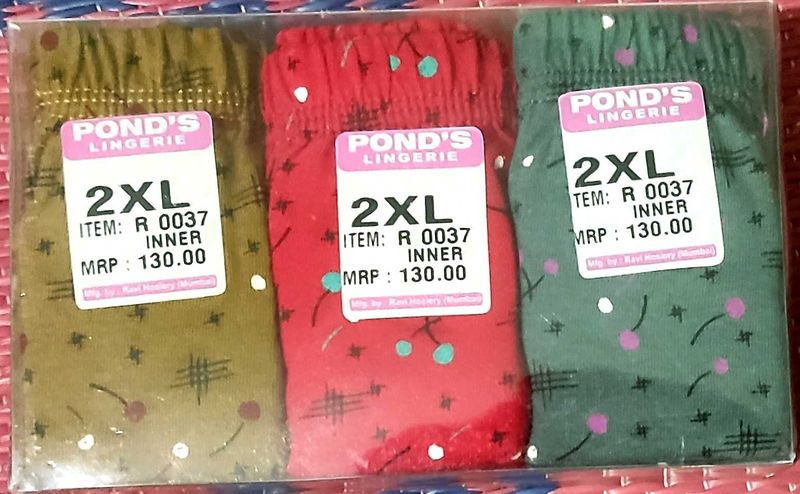 POND'S
LINGERIE
2XL
ITEM: R 0037
INNER
MRP : 130.00
Mfg. by : Ravi Hosiery (Mumbai)
POND'S
LINGERIE
2XL
ITEM: R 0037
INNER
MRP : 130.00
Mfg. by : Ravi Hosiery (Mumbai)
POND'S
LINGERIE
2XL
ITEM: R 0037
INNER
MRP : 130.00
Mfg. by : Ravi Hosiery (Mumbai)